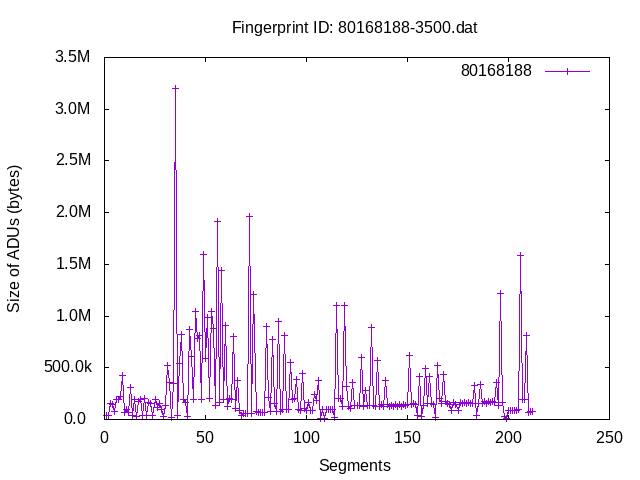 Fingerprint ID: 80168188-3500.dat
80168188
3.5M
3.0M
2.5M
2.0M
1.5M
1.0M
500.0k
0.0
Size of ADUs (bytes)
0 50 100 150 200 250
Segments